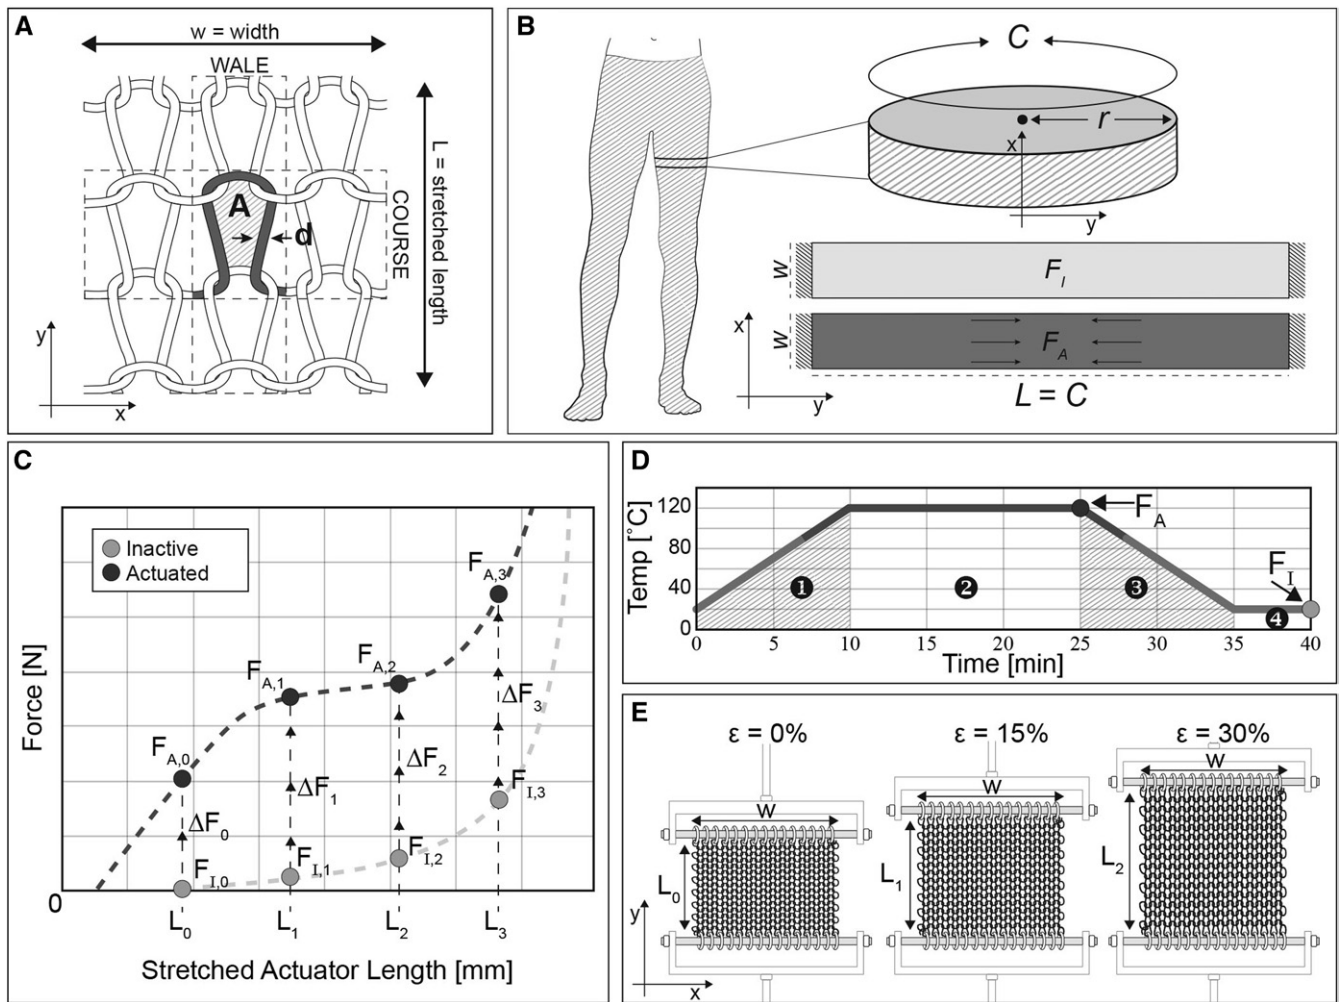 A
w = width
WALE
A
d
L = stretched length
COURSE
y
x
B
C
r
x
y
w
F_I
w
F_A
x
y
L = C
C
Inactive
Actuated
F_A,3
F_A,2
F_A,1
F_A,0
ΔF_3
ΔF_2
ΔF_1
ΔF_0
F_I,3
F_I,2
F_I,1
F_I,0
Force [N]
0
L_0 L_1 L_2 L_3
Stretched Actuator Length [mm]
D
Temp [°C]
120
80
40
0
F_A
F_I
1 2 3 4
0 5 10 15 20 25 30 35 40
Time [min]
E
ε = 0% ε = 15% ε = 30%
w w w
L_0 L_1 L_2
y
x